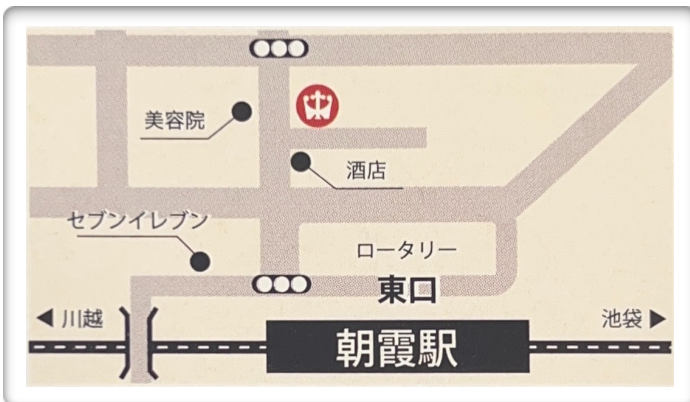 美容院
酒店
セブンイレブン
ロータリー
東口
◀川越
池袋▶
朝霞駅